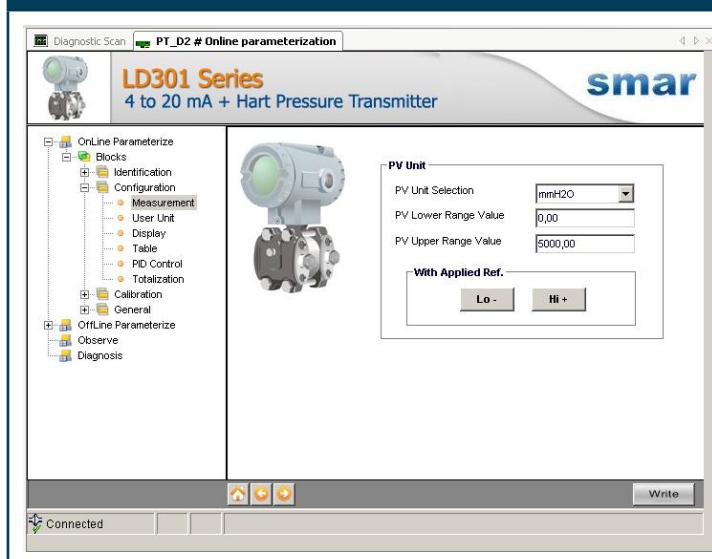 Diagnostic Scan
PT_D2 # Online parameterization
LD301 Series
4 to 20 mA + Hart Pressure Transmitter
smar
OnLine Parameterize
Blocks
Identification
Configuration
Measurement
User Unit
Display
Table
PID Control
Totalization
Calibration
General
OffLine Parameterize
Observe
Diagnosis
PV Unit
PV Unit Selection mmH2O
PV Lower Range Value 0,00
PV Upper Range Value 5000,00
With Applied Ref.
Lo - Hi +
Write
Connected